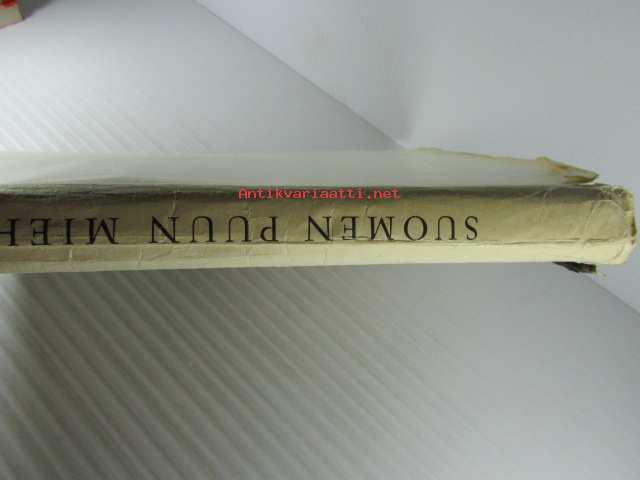 Antikvariaatti.net
SUOMEN PUUN MIEH